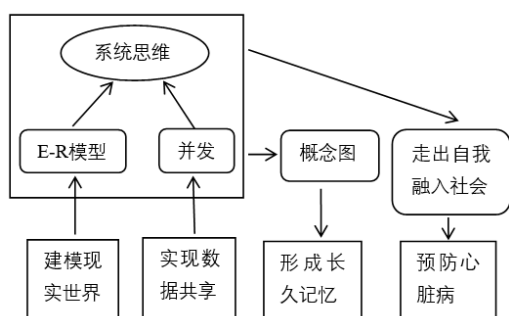 系统思维
E-R模型
并发
概念图
走出自我
融入社会
建模现
实世界
实现数
据共享
形成长
久记忆
预防心
脏病